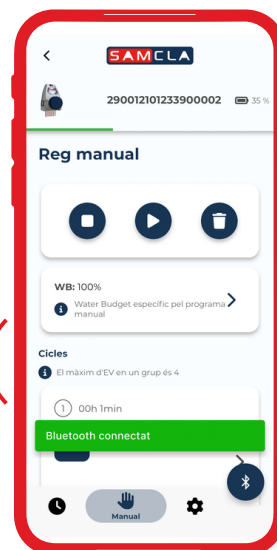 SAMCLA
290012101233900002 35 %
Reg manual
WB: 100%
Water Budget específic pel programa
manual
Cicles
El màxim d'EV en un grup és 4
1 00h 1min
Bluetooth connectat
Manual